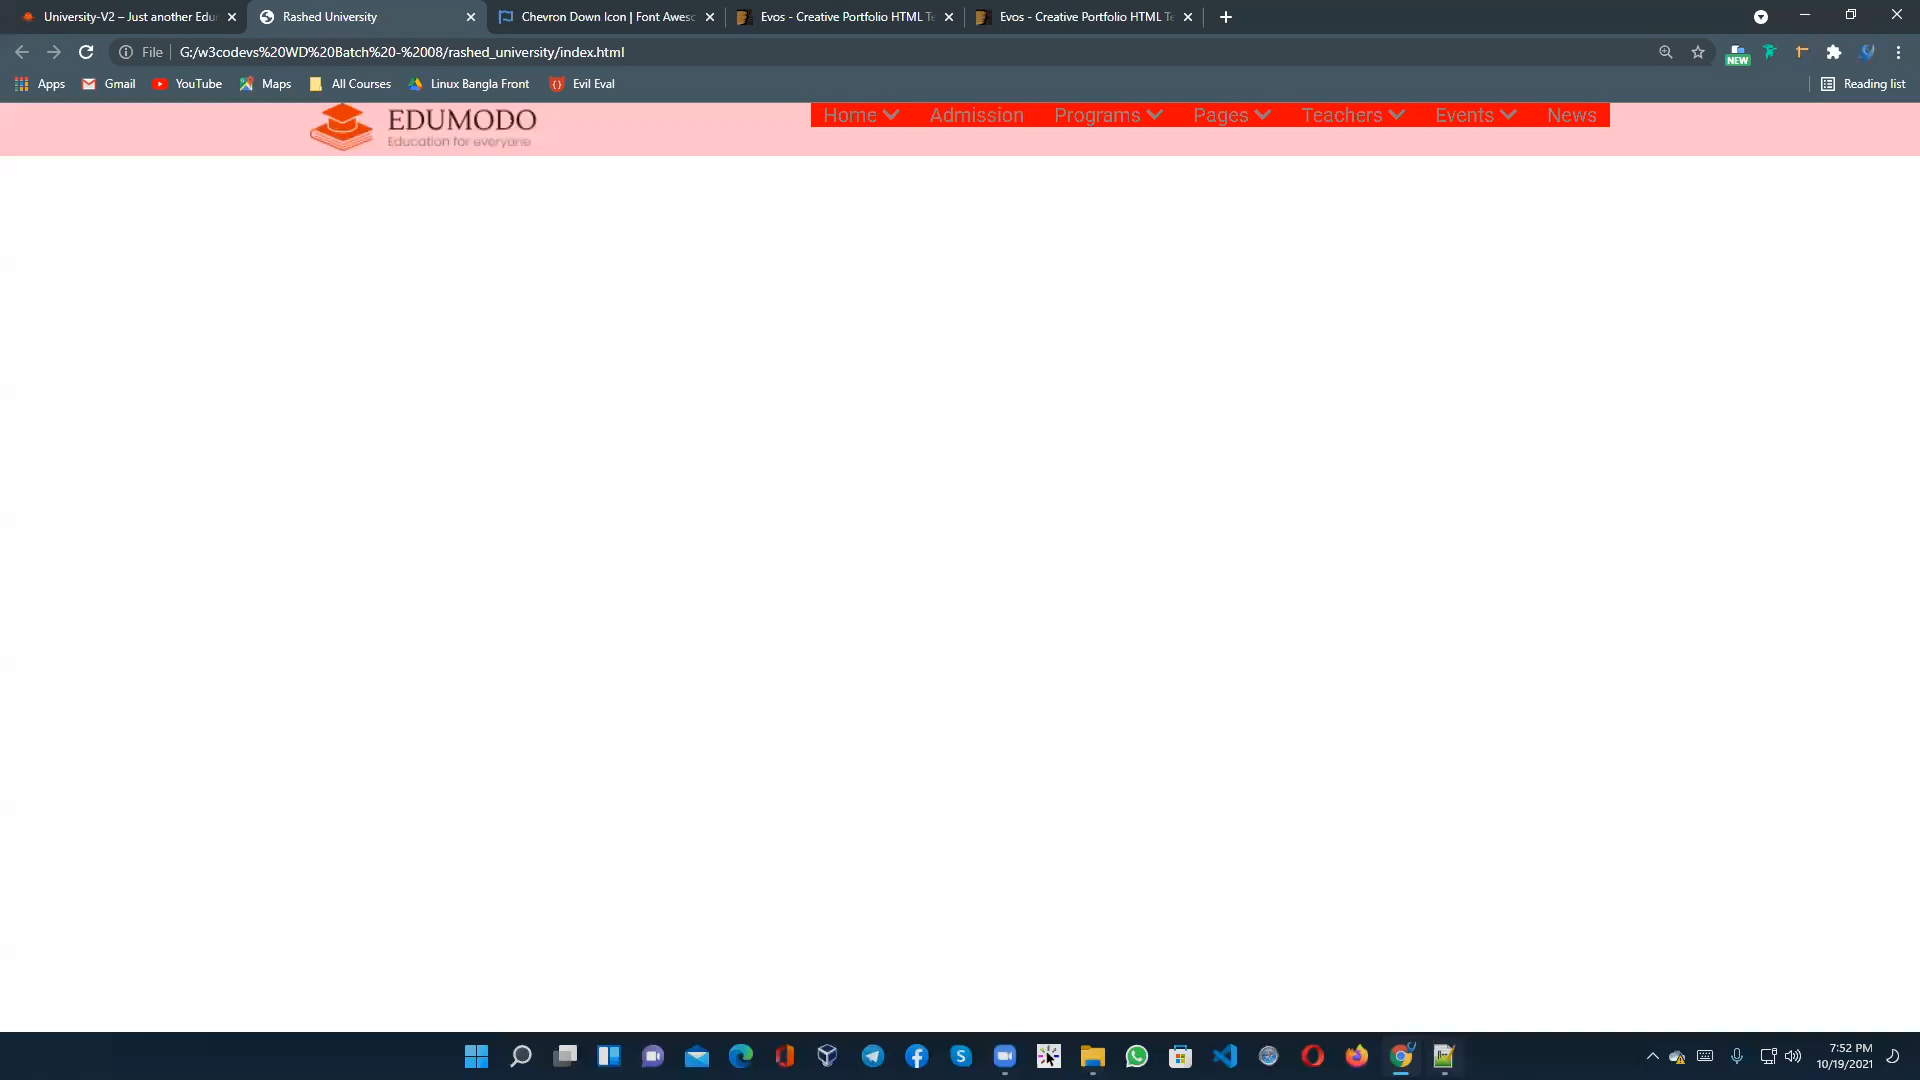 University-V2 – Just another Edu
Rashed University
Chevron Down Icon | Font Awesc
Evos - Creative Portfolio HTML Te
Evos - Creative Portfolio HTML Te
File
G:/w3codevs%20WD%20Batch%20-%2008/rashed_university/index.html
NEW
Apps
Gmail
YouTube
Maps
All Courses
Linux Bangla Front
Evil Eval
Reading list
EDUMODO
Education for everyone
Home
Admission
Programs
Pages
Teachers
Events
News
7:52 PM
10/19/2021